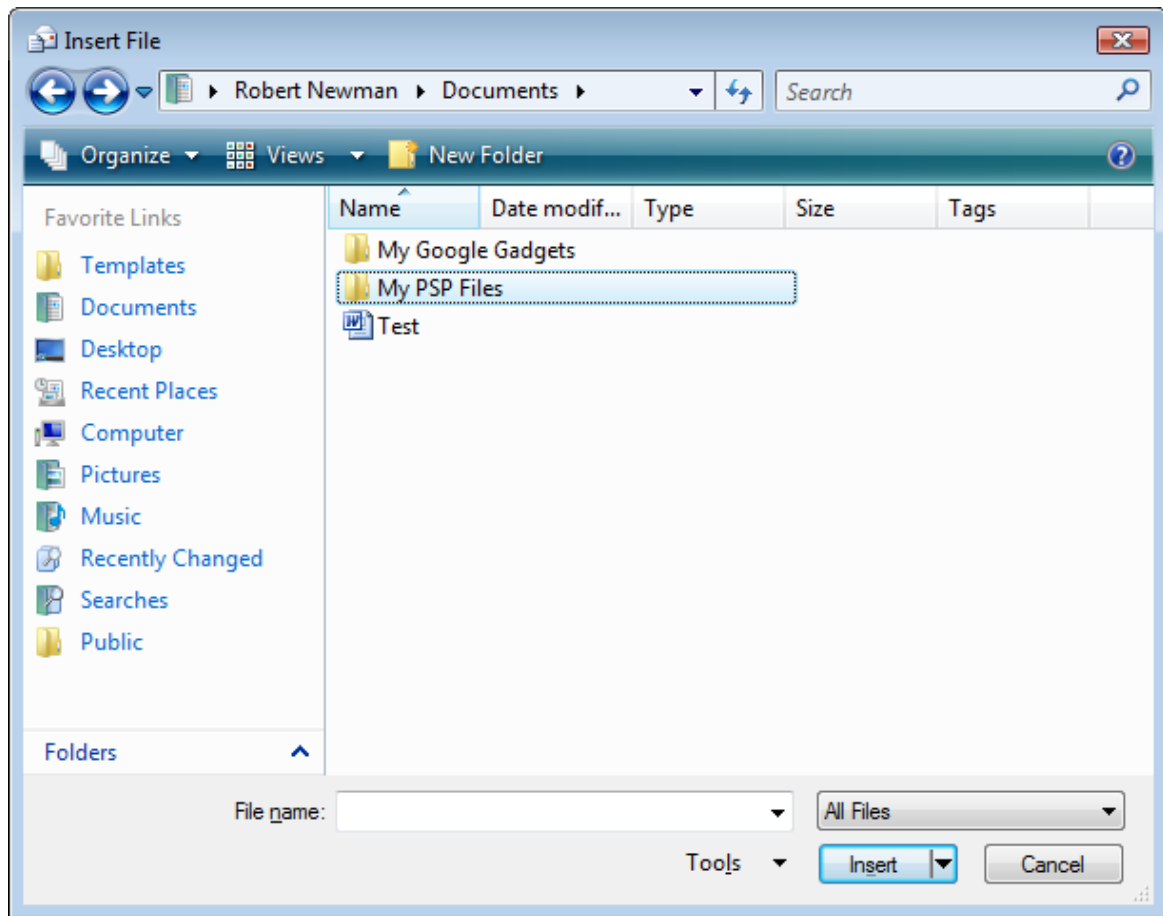 Insert File
Robert Newman Documents
Search
Organize Views New Folder
Favorite Links
Templates
Documents
Desktop
Recent Places
Computer
Pictures
Music
Recently Changed
Searches
Public
Folders
Name Date modif... Type Size Tags
My Google Gadgets
My PSP Files
Test
File name: All Files
Tools Insert Cancel